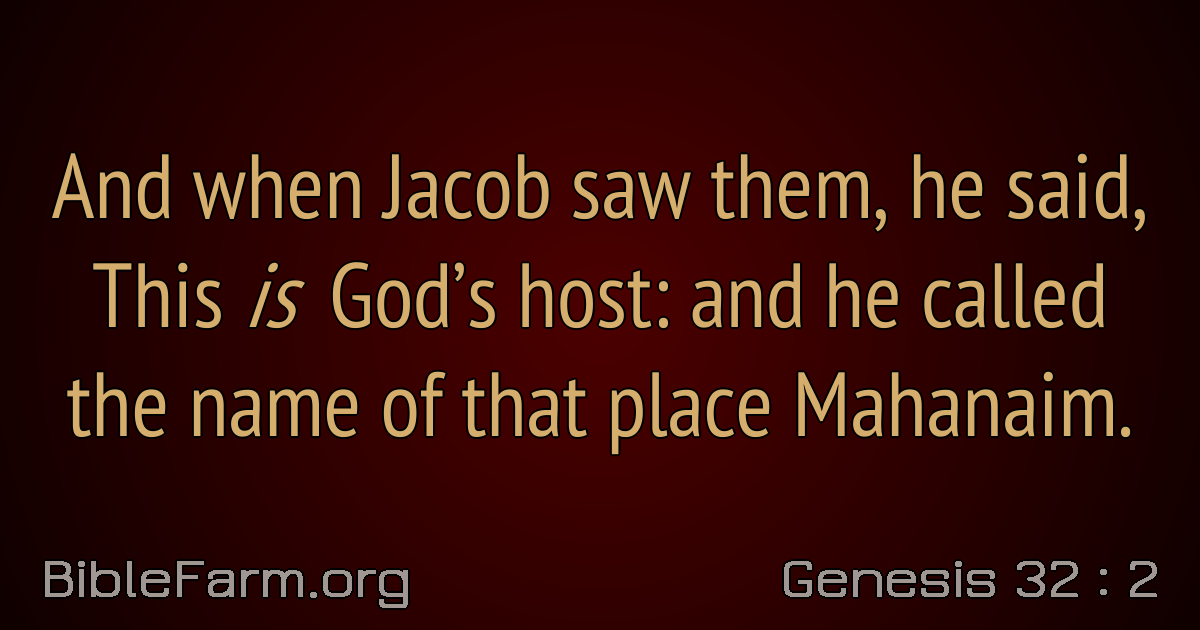 And when Jacob saw them, he said,
This is God’s host: and he called
the name of that place Mahanaim.
BibleFarm.org
Genesis 32 : 2